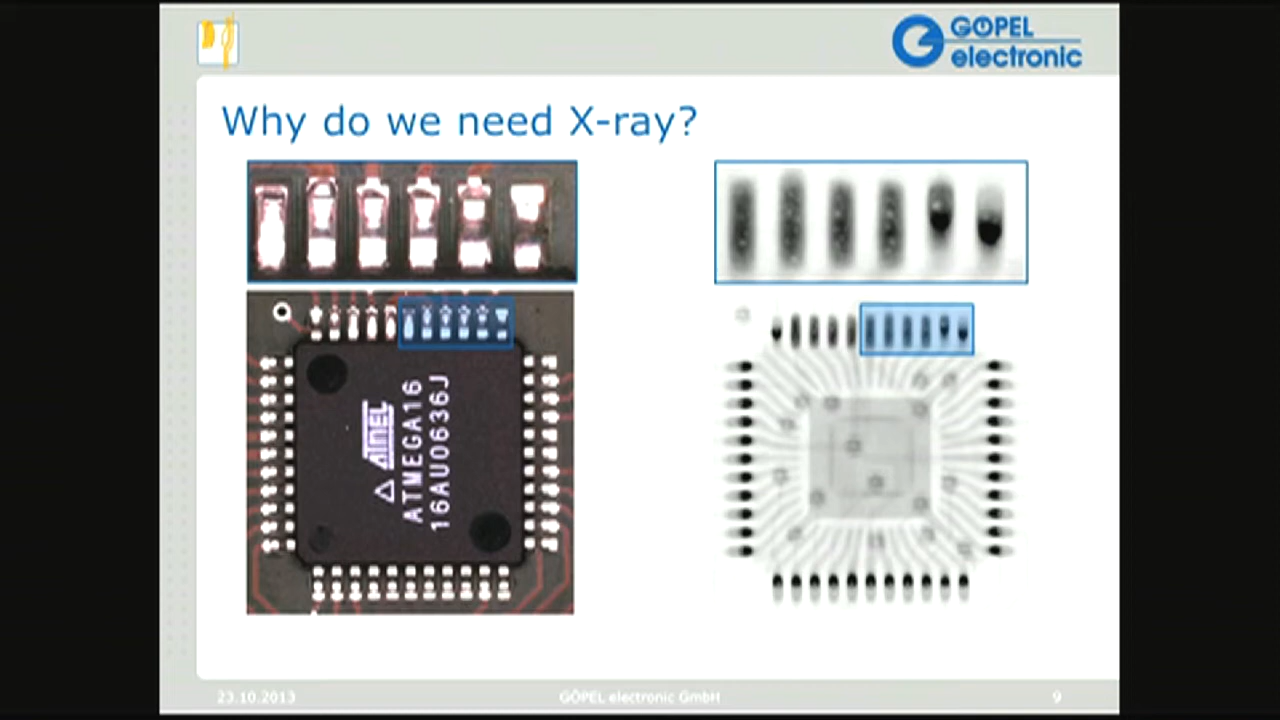 GÖPEL
electronic
Why do we need X-ray?
ATMEL
ATMEGA16
16AU0636J
23.10.2013
GÖPEL electronic GmbH
9